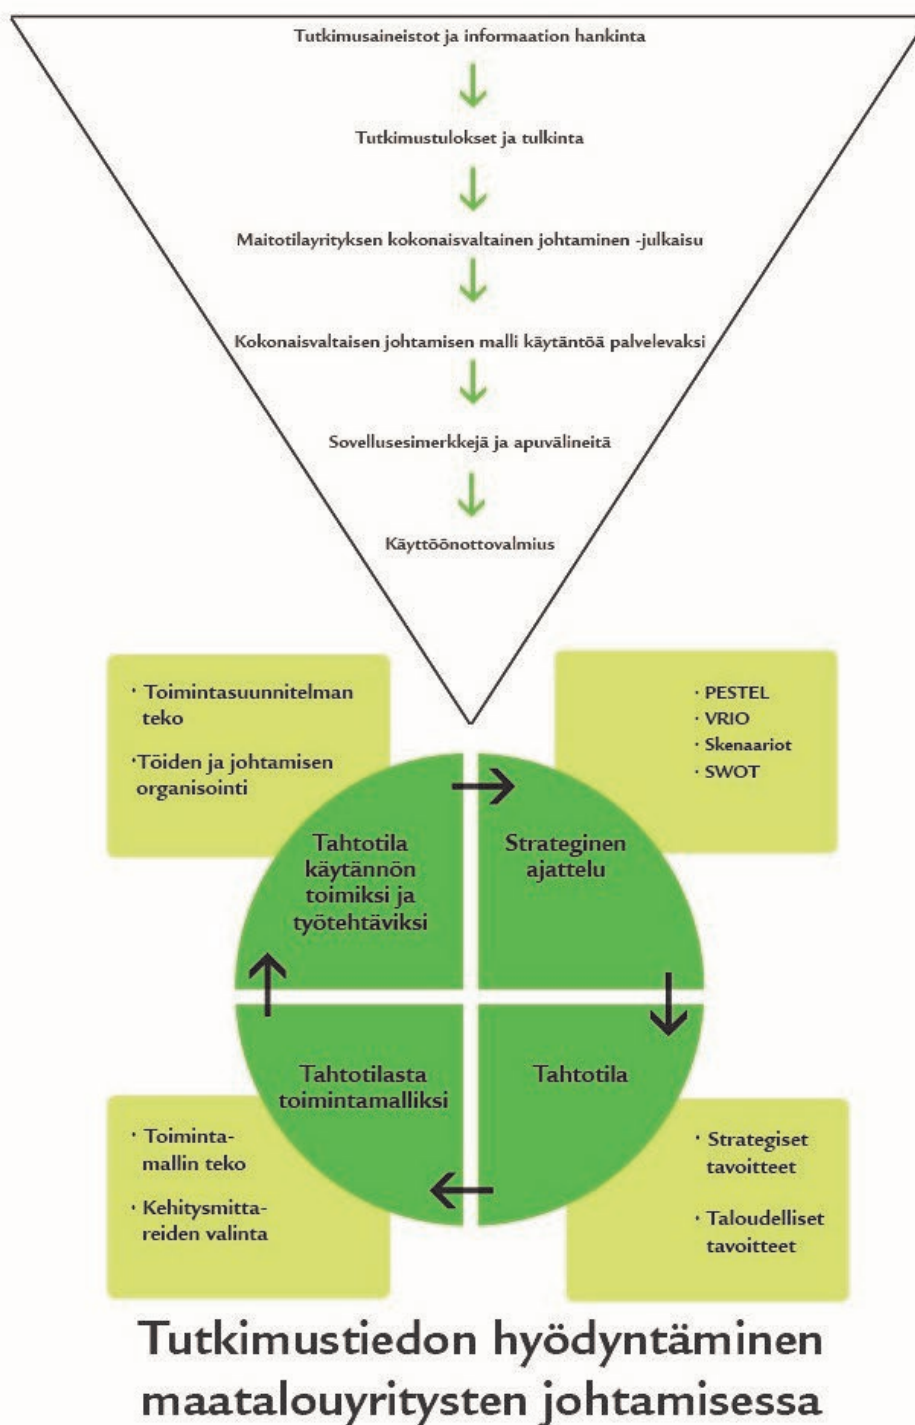 Tutkimusaineistot ja informaation hankinta
Tutkimustulokset ja tulkinta
Maitotilayrityksen kokonaisvaltainen johtaminen -julkaisu
Kokonaisvaltaisen johtamisen malli käytäntöä palvelevaksi
Sovellusesimerkkejä ja apuvälineitä
Käyttöönottovalmius
· Toimintasuunnitelman
teko
·Töiden ja johtamisen
organisointi
· PESTEL
· VRIO
· Skenaariot
· SWOT
Tahtotila
käytännön
toimiksi ja
työtehtäviksi
Strateginen
ajattelu
Tahtotilasta
toimintamalliksi
Tahtotila
· Toiminta-
mallin teko
· Kehitysmitta-
reiden valinta
· Strategiset
tavoitteet
· Taloudelliset
tavoitteet
Tutkimustiedon hyödyntäminen
maatalouyritysten johtamisessa